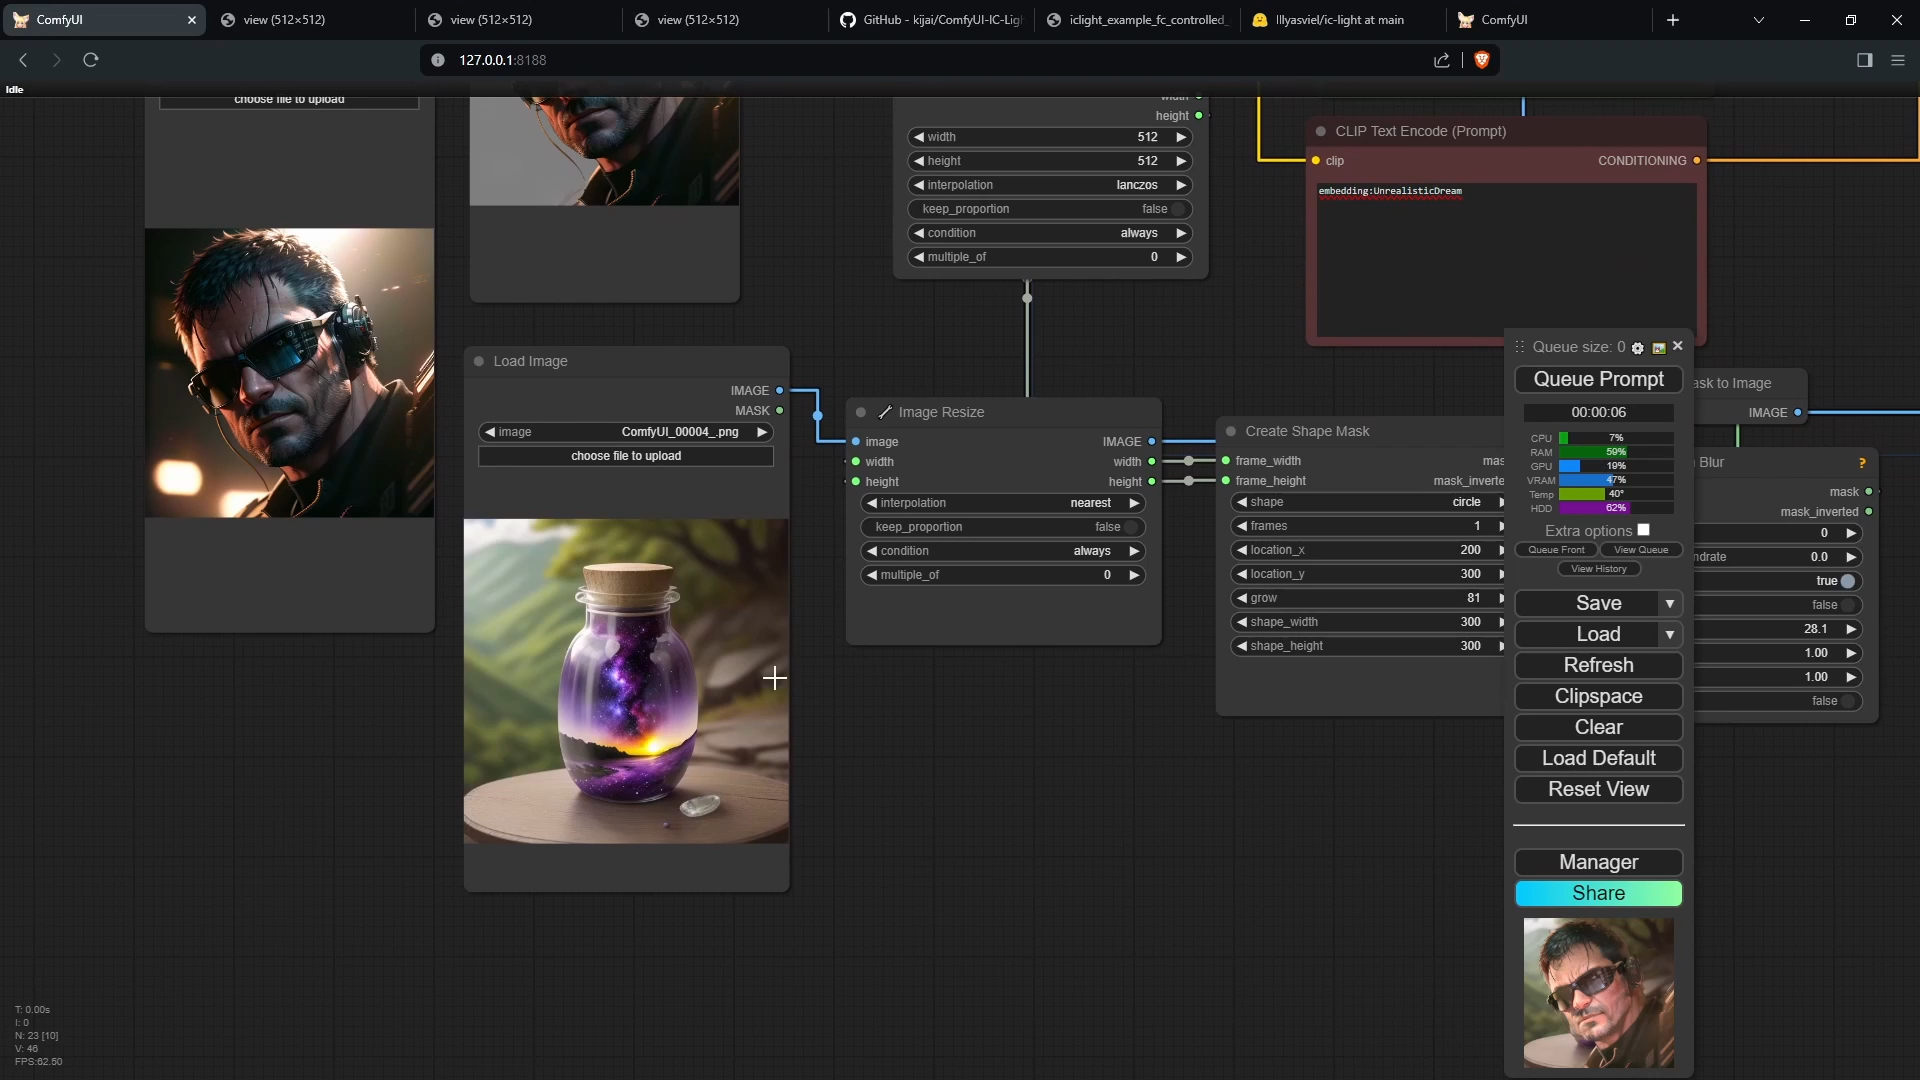 ComfyUI
view (512×512)
view (512×512)
view (512×512)
GitHub - kijai/ComfyUI-IC-Ligh
iclight_example_fc_controlled_
lllyasviel/ic-light at main
ComfyUI
127.0.0.1:8188
Idle
choose file to upload
width
height
width 512
height 512
interpolation lanczos
keep_proportion false
condition always
multiple_of 0
CLIP Text Encode (Prompt)
clip CONDITIONING
embedding:UnrealisticDream
Load Image
IMAGE
MASK
image ComfyUI_00004_.png
choose file to upload
Image Resize
image IMAGE
width width
height height
interpolation nearest
keep_proportion false
condition always
multiple_of 0
Create Shape Mask
frame_width mas
frame_height mask_inverte
shape circle
frames 1
location_x 200
location_y 300
grow 81
shape_width 300
shape_height 300
Queue size: 0
Queue Prompt
00:00:06
CPU 7%
RAM 59%
GPU 19%
VRAM 47%
Temp 40°
HDD 62%
Extra options
Queue Front View Queue
View History
Save
Load
Refresh
Clipspace
Clear
Load Default
Reset View
Manager
Share
ask to Image
IMAGE
Blur ?
mask
mask_inverted
0
ndrate 0.0
true
false
28.1
1.00
1.00
false
T: 0.00s
I: 0
N: 23 [10]
V: 46
FPS:62.50